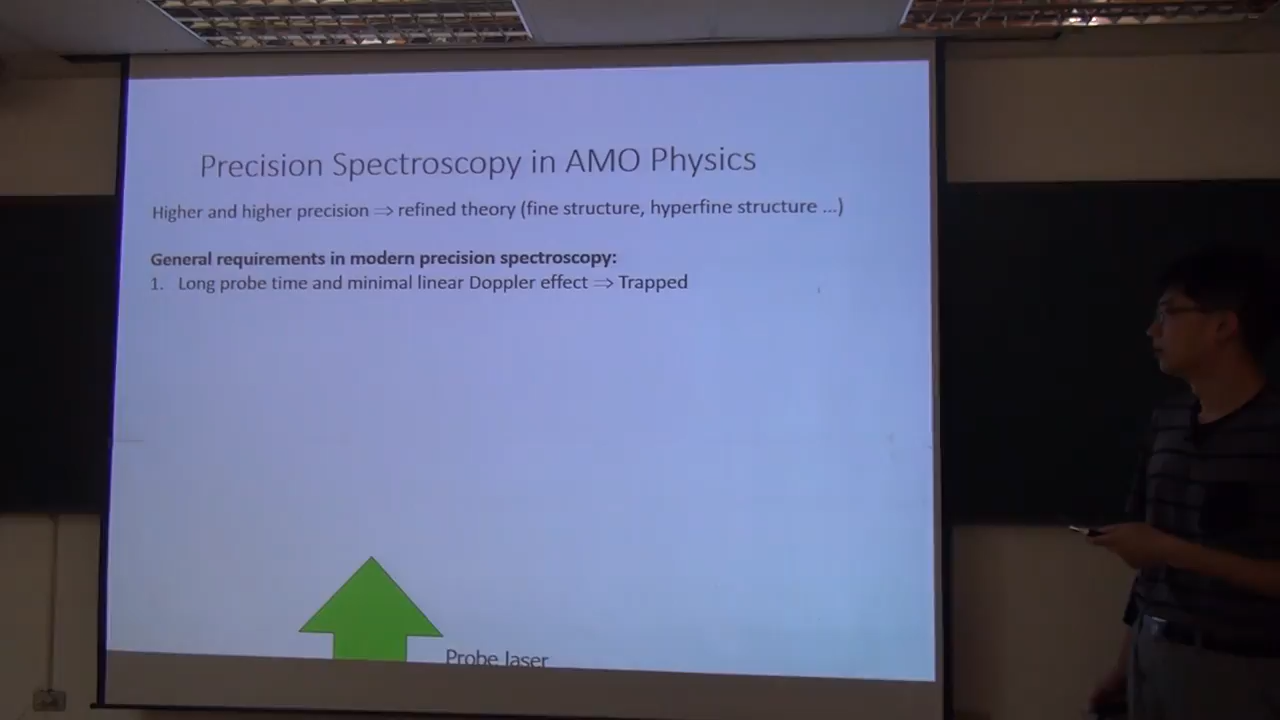 Precision Spectroscopy in AMO Physics
Higher and higher precision ⇒ refined theory (fine structure, hyperfine structure ...)
General requirements in modern precision spectroscopy:
1. Long probe time and minimal linear Doppler effect ⇒ Trapped
Probe laser